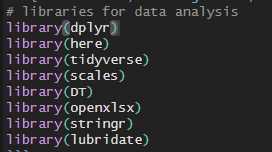 # libraries for data analysis
library(dplyr)
library(here)
library(tidyverse)
library(scales)
library(DT)
library(openxlsx)
library(stringr)
library(lubridate)